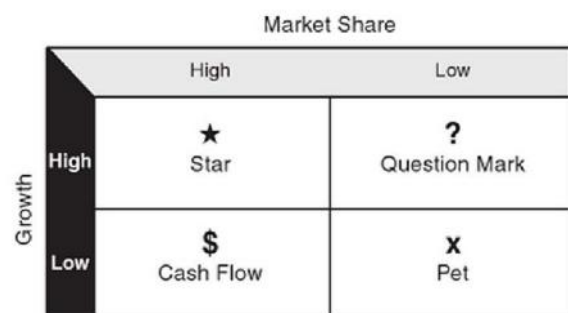 Market Share
High Low
Growth
High
★ ?
Star Question Mark
Low
$ x
Cash Flow Pet